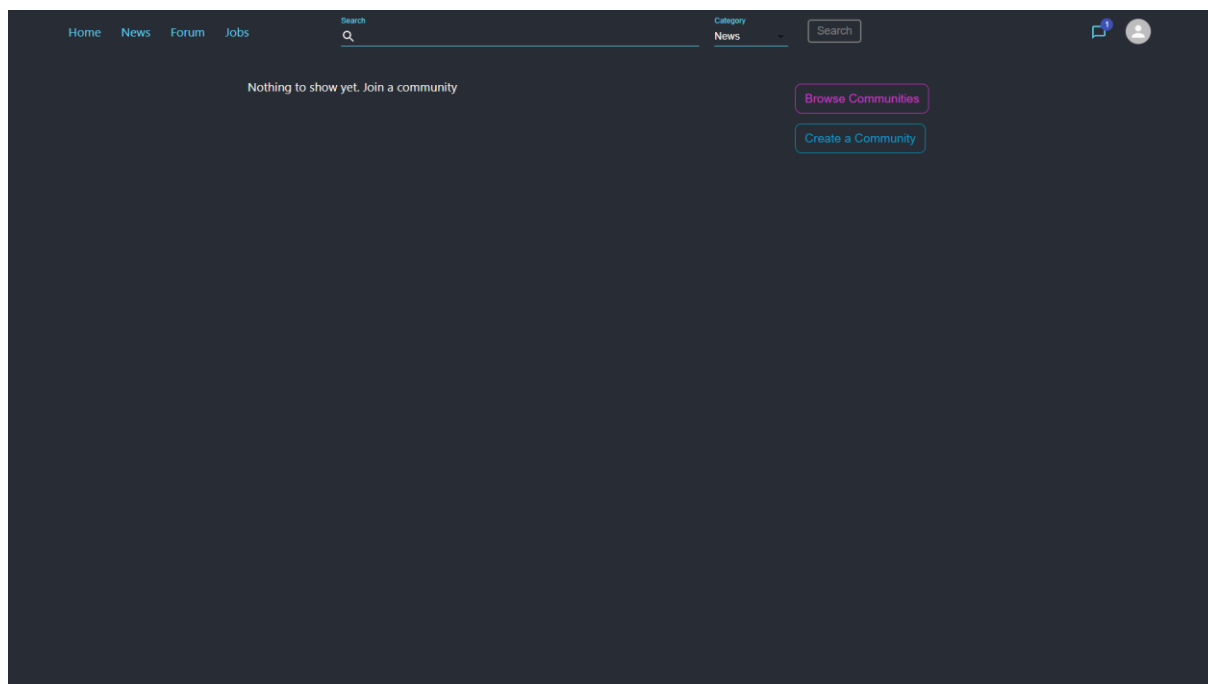 Home News Forum Jobs
Search
Category
News
Search
1
Nothing to show yet. Join a community
Browse Communities
Create a Community